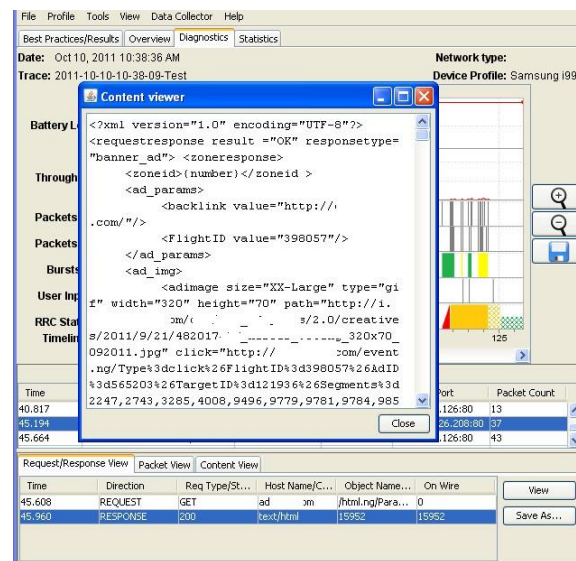 File Profile Tools View Data Collector Help
Best Practices/Results Overview Diagnostics Statistics
Date: Oct 10, 2011 10:38:36 AM Network type:
Trace: 2011-10-10-10-38-09-Test Device Profile: Samsung i99
Content viewer
<?xml version="1.0" encoding="UTF-8"?>
<requestresponse result ="OK" responsetype=
"banner_ad"> <zoneresponse>
<zoneid>(number)</zoneid >
<ad_params>
<backlink value="http://
.com/"/>
<FlightID value="398057"/>
</ad_params>
<ad_img>
<adimage size="XX-Large" type="gi
f" width="320" height="70" path="http://i.
s/2.0/creative
s/2011/9/21/482017 _320x70_
092011.jpg" click="http:// com/event
.ng/Type%3dclick%26FlightID%3d398057%26AdID
%3d565203%26TargetID%3d121936%26Segments%3d
2247,2743,3285,4008,9496,9779,9781,9784,985
Close
Battery L
Through
Packets
Packets
Bursts
User Inp
RRC Stat
Timelin
125
Time Port Packet Count
40.817 .126:80 13
45.194 26.208:80 37
45.664 .126:80 43
Request/Response View Packet View Content View
Time Direction Req Type/St... Host Name/C... Object Name... On Wire
45.608 REQUEST GET ad om /html.ng/Para... 0
45.960 RESPONSE 200 text/html 15952 15952
View
Save As...